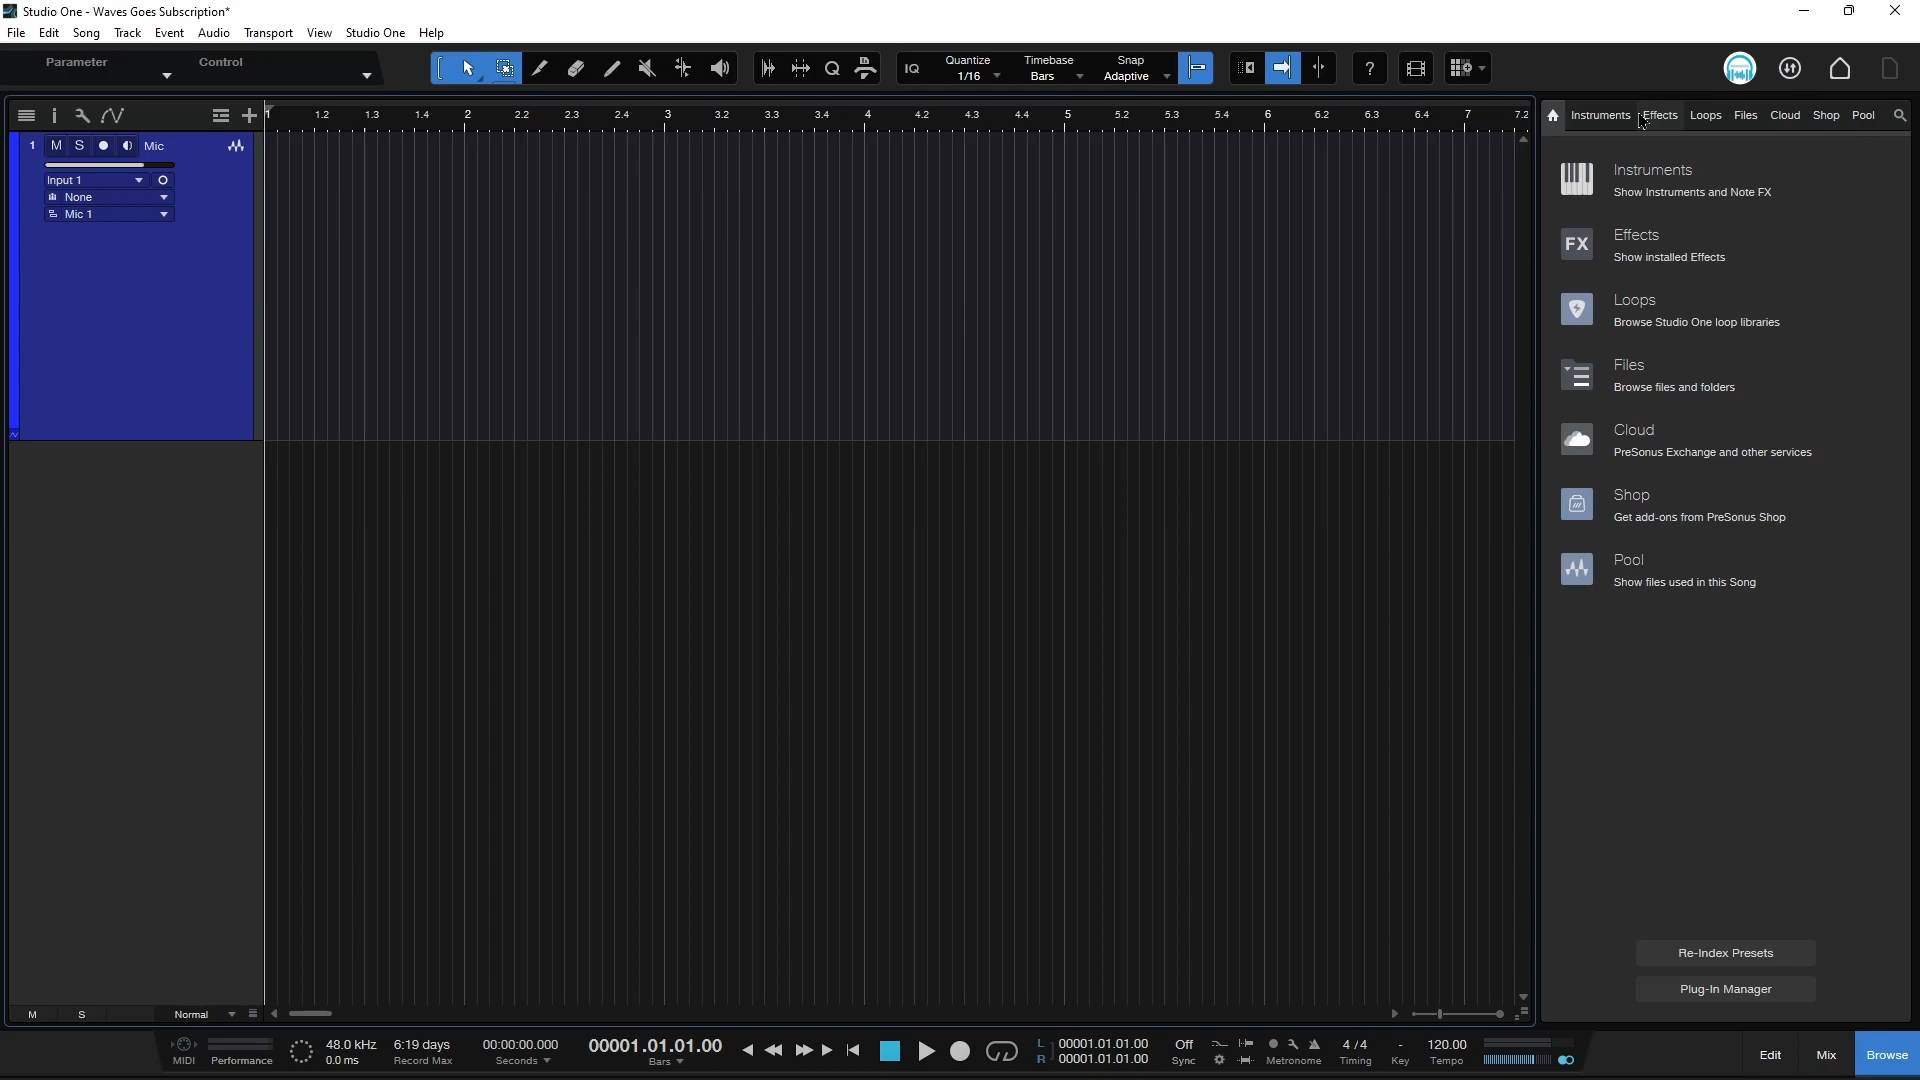 Studio One - Waves Goes Subscription*
File Edit Song Track Event Audio Transport View Studio One Help
Parameter Control
IQ Quantize 1/16 Timebase Bars Snap Adaptive ?
1 1.2 1.3 1.4 2 2.2 2.3 2.4 3 3.2 3.3 3.4 4 4.2 4.3 4.4 5 5.2 5.3 5.4 6 6.2 6.3 6.4 7 7.2
Instruments Effects Loops Files Cloud Shop Pool
1 M S Mic
Input 1
None
Mic 1
Instruments
Show Instruments and Note FX
FX
Effects
Show installed Effects
Loops
Browse Studio One loop libraries
Files
Browse files and folders
Cloud
PreSonus Exchange and other services
Shop
Get add-ons from PreSonus Shop
Pool
Show files used in this Song
Re-Index Presets
Plug-In Manager
M S Normal
MIDI Performance
48.0 kHz
0.0 ms
6:19 days
Record Max
00:00:00.000
Seconds
00001.01.01.00
Bars
L 00001.01.01.00
R 00001.01.01.00
Off
Sync
Metronome
4 / 4
Timing
-
Key
120.00
Tempo
Edit Mix Browse